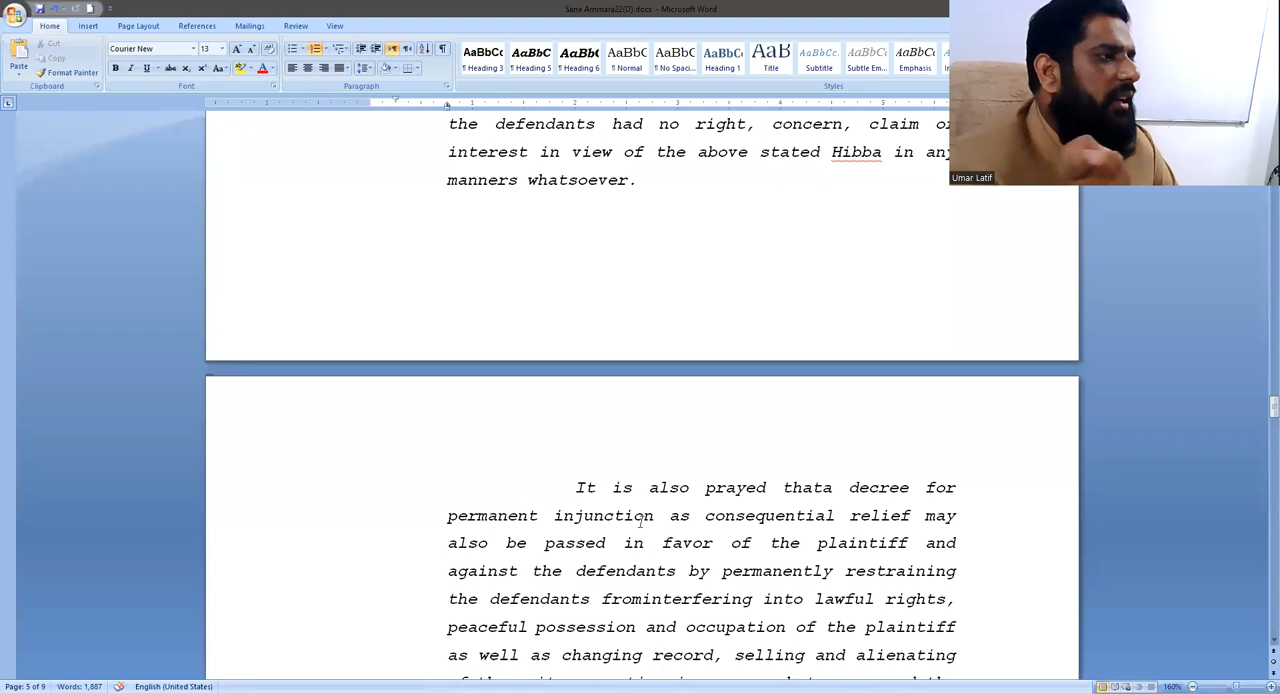 Sana Ammara22(D).docx - Microsoft Word
Home Insert Page Layout References Mailings Review View
Paste
Cut
Copy
Format Painter
Clipboard
Courier New 13
Font
Paragraph
AaBbCc AaBbC AaBbC AaBbC AaBbC AaBbC AaB AaBbCc. AaBbCc AaBbCc
¶ Heading 3 ¶ Heading 5 ¶ Heading 6 ¶ Normal ¶ No Spaci... Heading 1 Title Subtitle Subtle Em... Emphasis
Styles
Umar Latif
the defendants had no right, concern, claim or
interest in view of the above stated Hibba in any
manners whatsoever.
It is also prayed thata decree for
permanent injunction as consequential relief may
also be passed in favor of the plaintiff and
against the defendants by permanently restraining
the defendants frominterfering into lawful rights,
peaceful possession and occupation of the plaintiff
as well as changing record, selling and alienating
Page: 5 of 9 Words: 1,887 English (United States) 160%